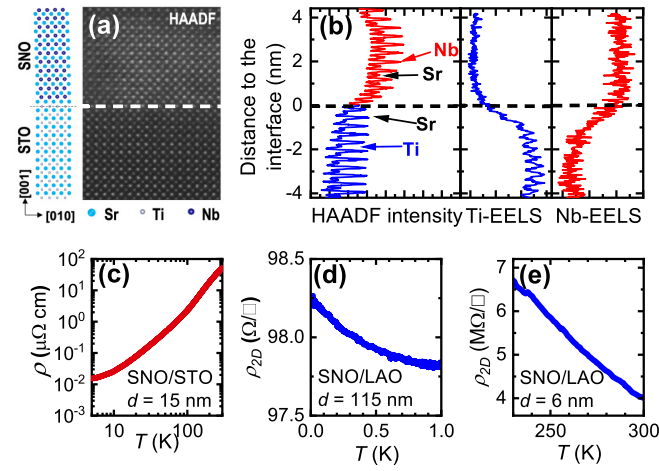 (a)
HAADF
SNO
STO
[001]
[010]
Sr
Ti
Nb
(b)
Distance to the
interface (nm)
4
2
0
-2
-4
Nb
Sr
Sr
Ti
HAADF intensity
Ti-EELS
Nb-EELS
(c)
ρ (μΩ cm)
10²
10¹
10⁰
10⁻¹
10⁻²
10⁻³
SNO/STO
d = 15 nm
10
100
T (K)
(d)
ρ2D (Ω/□)
98.5
98.0
97.5
SNO/LAO
d = 115 nm
0.0
0.5
1.0
T (K)
(e)
ρ2D (MΩ/□)
7
6
5
4
SNO/LAO
d = 6 nm
250
300
T (K)